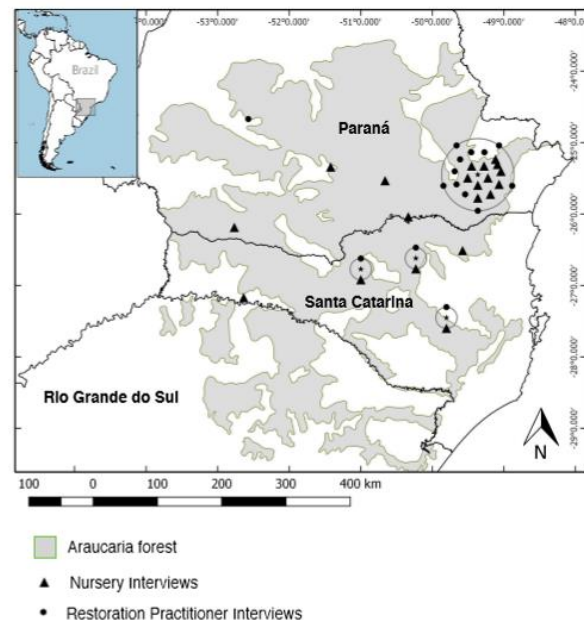 -53°0.000' -52°0.000' -51°0.000' -50°0.000' -49°0.000' -48°0.000'
Brazil
-24°0.000'
Paraná
-25°0.000'
-26°0.000'
-27°0.000'
Santa Catarina
-28°0.000'
Rio Grande do Sul
-29°0.000'
N
100 0 100 200 300 400 km
Araucaria forest
Nursery Interviews
Restoration Practitioner Interviews